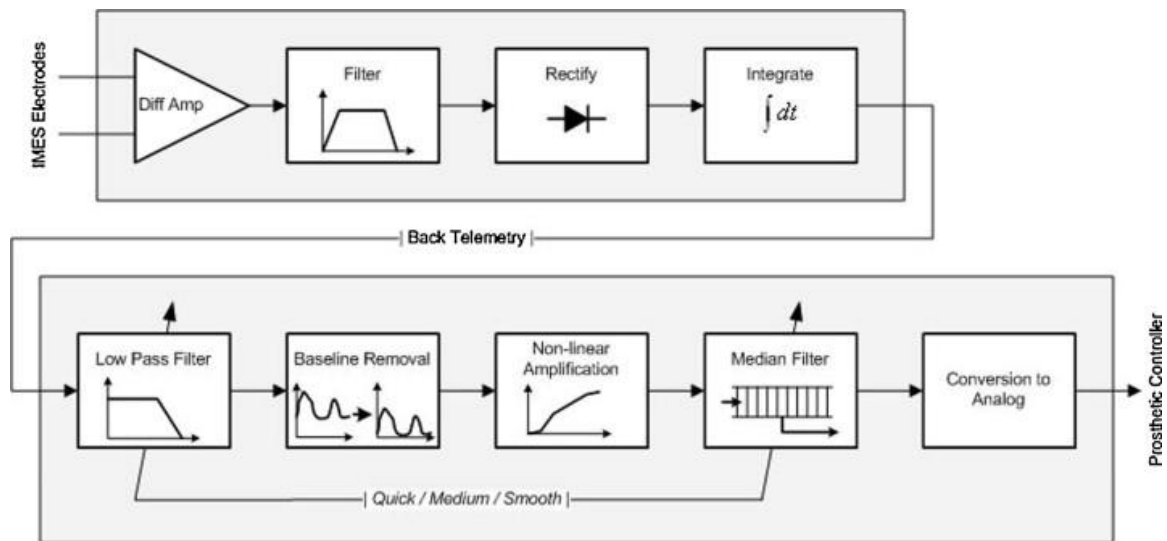 IMES Electrodes
Diff Amp
Filter
Rectify
Integrate
∫ dt
| Back Telemetry |
Low Pass Filter
Baseline Removal
Non-linear
Amplification
Median Filter
Conversion to
Analog
Prosthetic Controller
| Quick / Medium / Smooth |